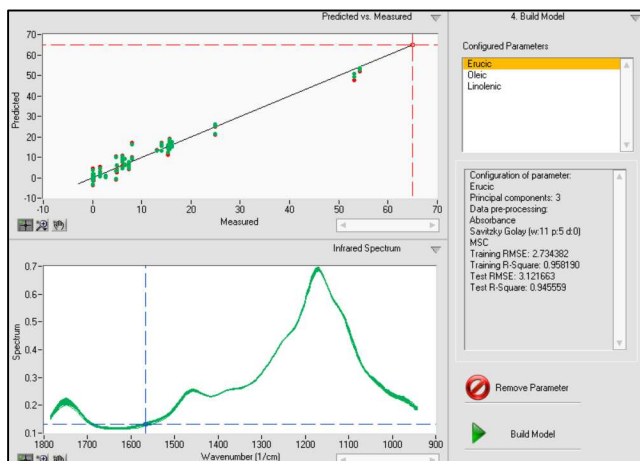 Predicted vs. Measured
70-
60-
50-
40-
30-
20-
10-
0-
-10-
Predicted
-10
0
10
20
30
40
50
60
70
Measured
Infrared Spectrum
0.7-
0.6-
0.5-
0.4-
0.3-
0.2-
0.1-
Spectrum
1800
1700
1600
1500
1400
1300
1200
1100
1000
900
Wavenumber [1/cm]
4. Build Model
Configured Parameters
Erucic
Oleic
Linolenic
Configuration of parameter:
Erucic
Principal components: 3
Data pre-processing:
Absorbance
Savitzky Golay (w:11 p:5 d:0)
MSC
Training RMSE: 2.734382
Training R-Square: 0.958190
Test RMSE: 3.121663
Test R-Square: 0.945559
Remove Parameter
Build Model